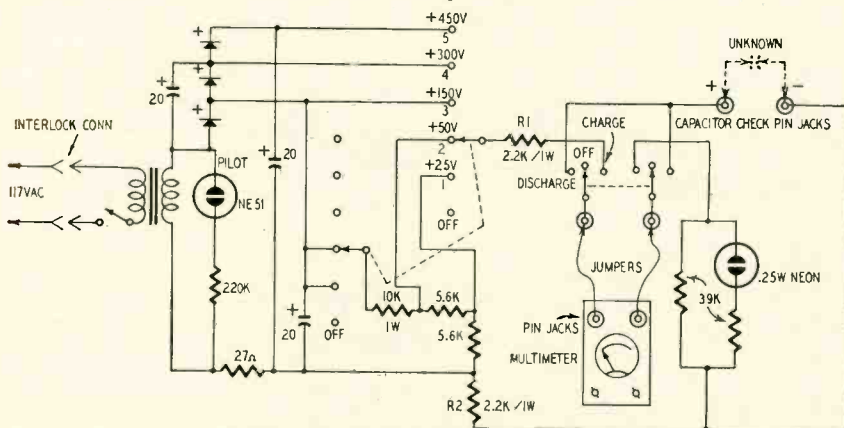 +450V
5
+300V
4
+150V
3
+50V
2
+25V
1
OFF
+
+
+
+
20
+
20
+
20
INTERLOCK CONN
117VAC
PILOT
NE51
220K
27Ω
OFF
10K
1W
5.6K
5.6K
R2
2.2K/1W
R1
2.2K/1W
CHARGE
OFF
DISCHARGE
UNKNOWN
+
−
CAPACITOR CHECK PIN JACKS
JUMPERS
PIN JACKS
MULTIMETER
39K
.25W NEON